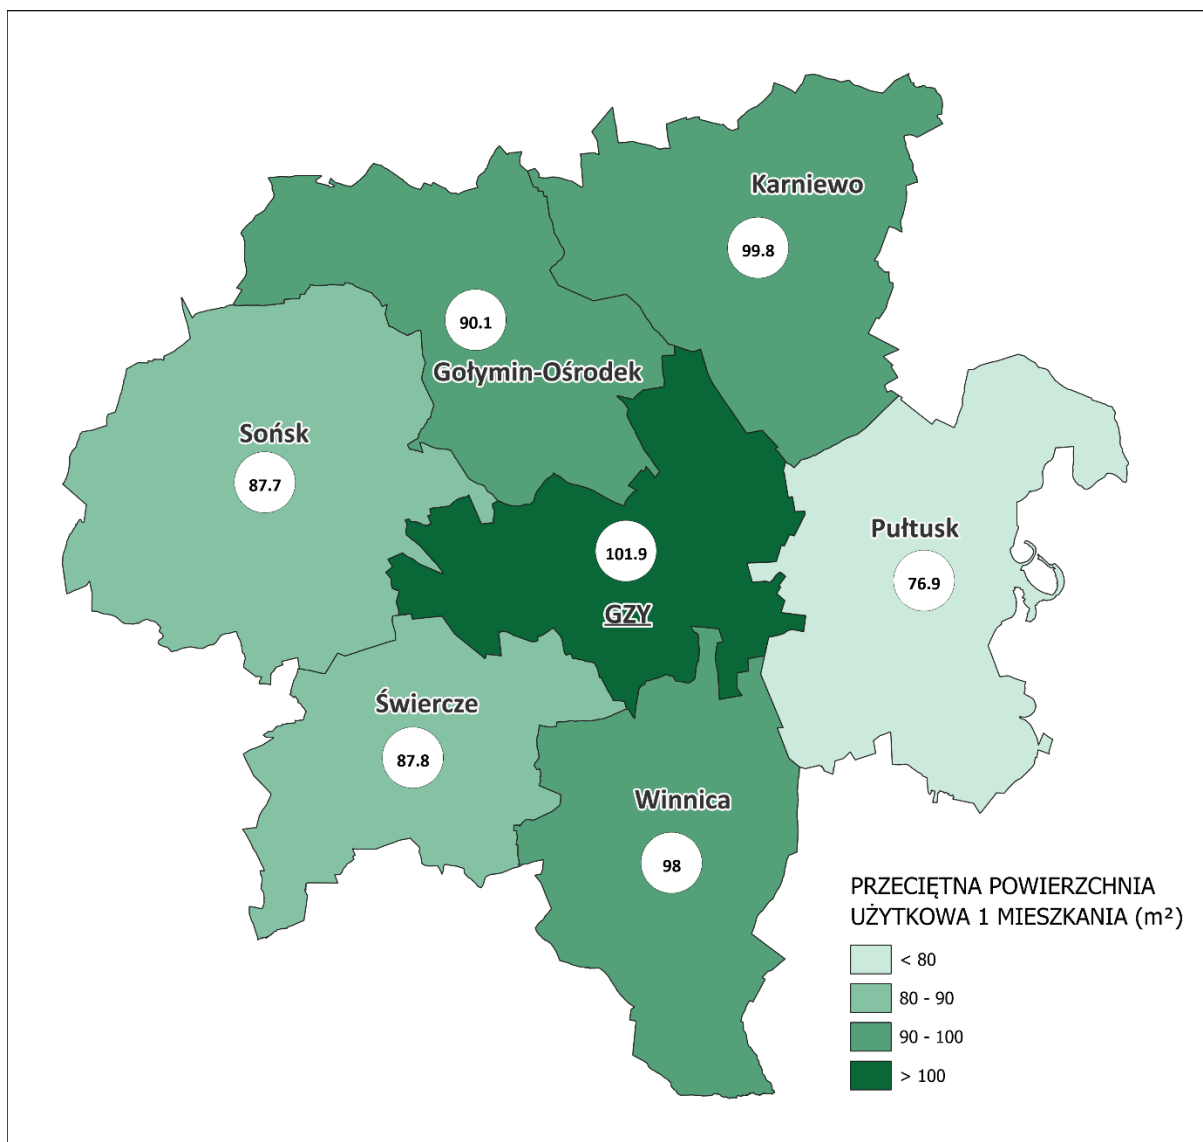 Karniewo
99.8
90.1
Gołymin-Ośrodek
Sońsk
87.7
Pułtusk
76.9
101.9
GZY
Świercze
87.8
Winnica
98
PRZECIĘTNA POWIERZCHNIA
UŻYTKOWA 1 MIESZKANIA (m²)
< 80
80 - 90
90 - 100
> 100